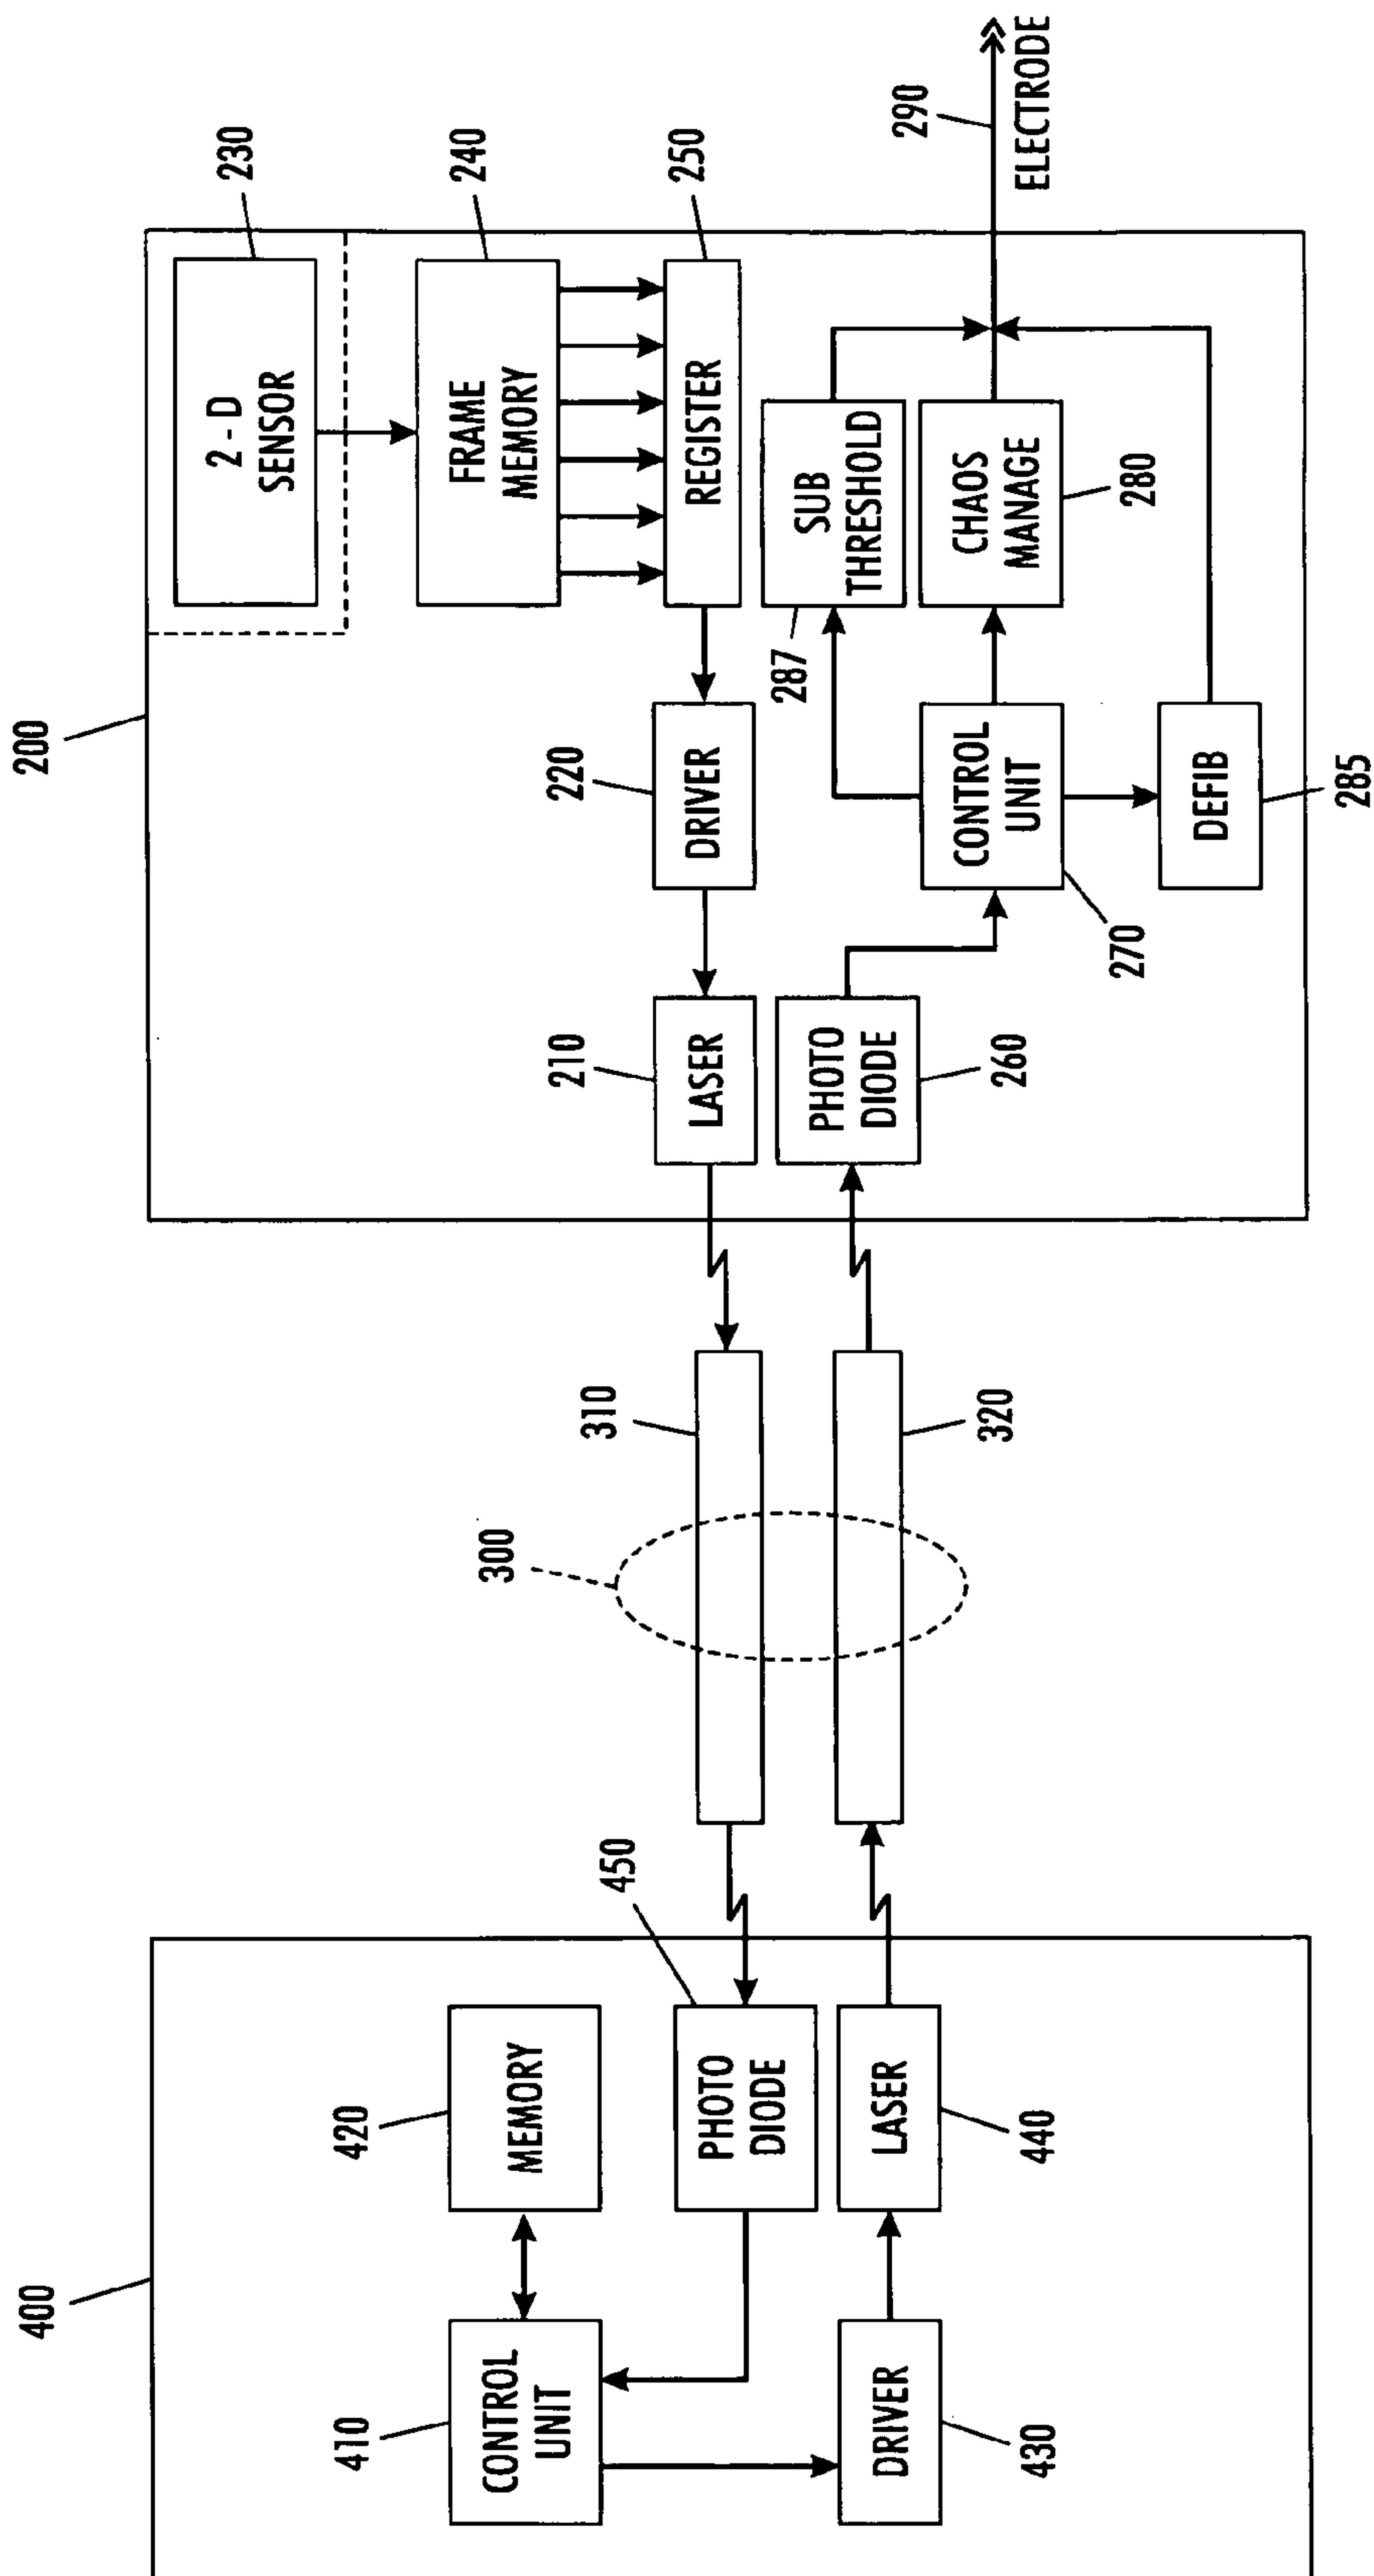 400
410
CONTROL
UNIT
420
MEMORY
450
PHOTO
DIODE
430
DRIVER
440
LASER
300
310
320
200
210
LASER
220
DRIVER
230
2-D
SENSOR
240
FRAME
MEMORY
250
REGISTER
PHOTO
DIODE
260
CONTROL
UNIT
270
287
SUB
THRESHOLD
CHAOS
MANAGE
280
DEFIB
285
290
ELECTRODE